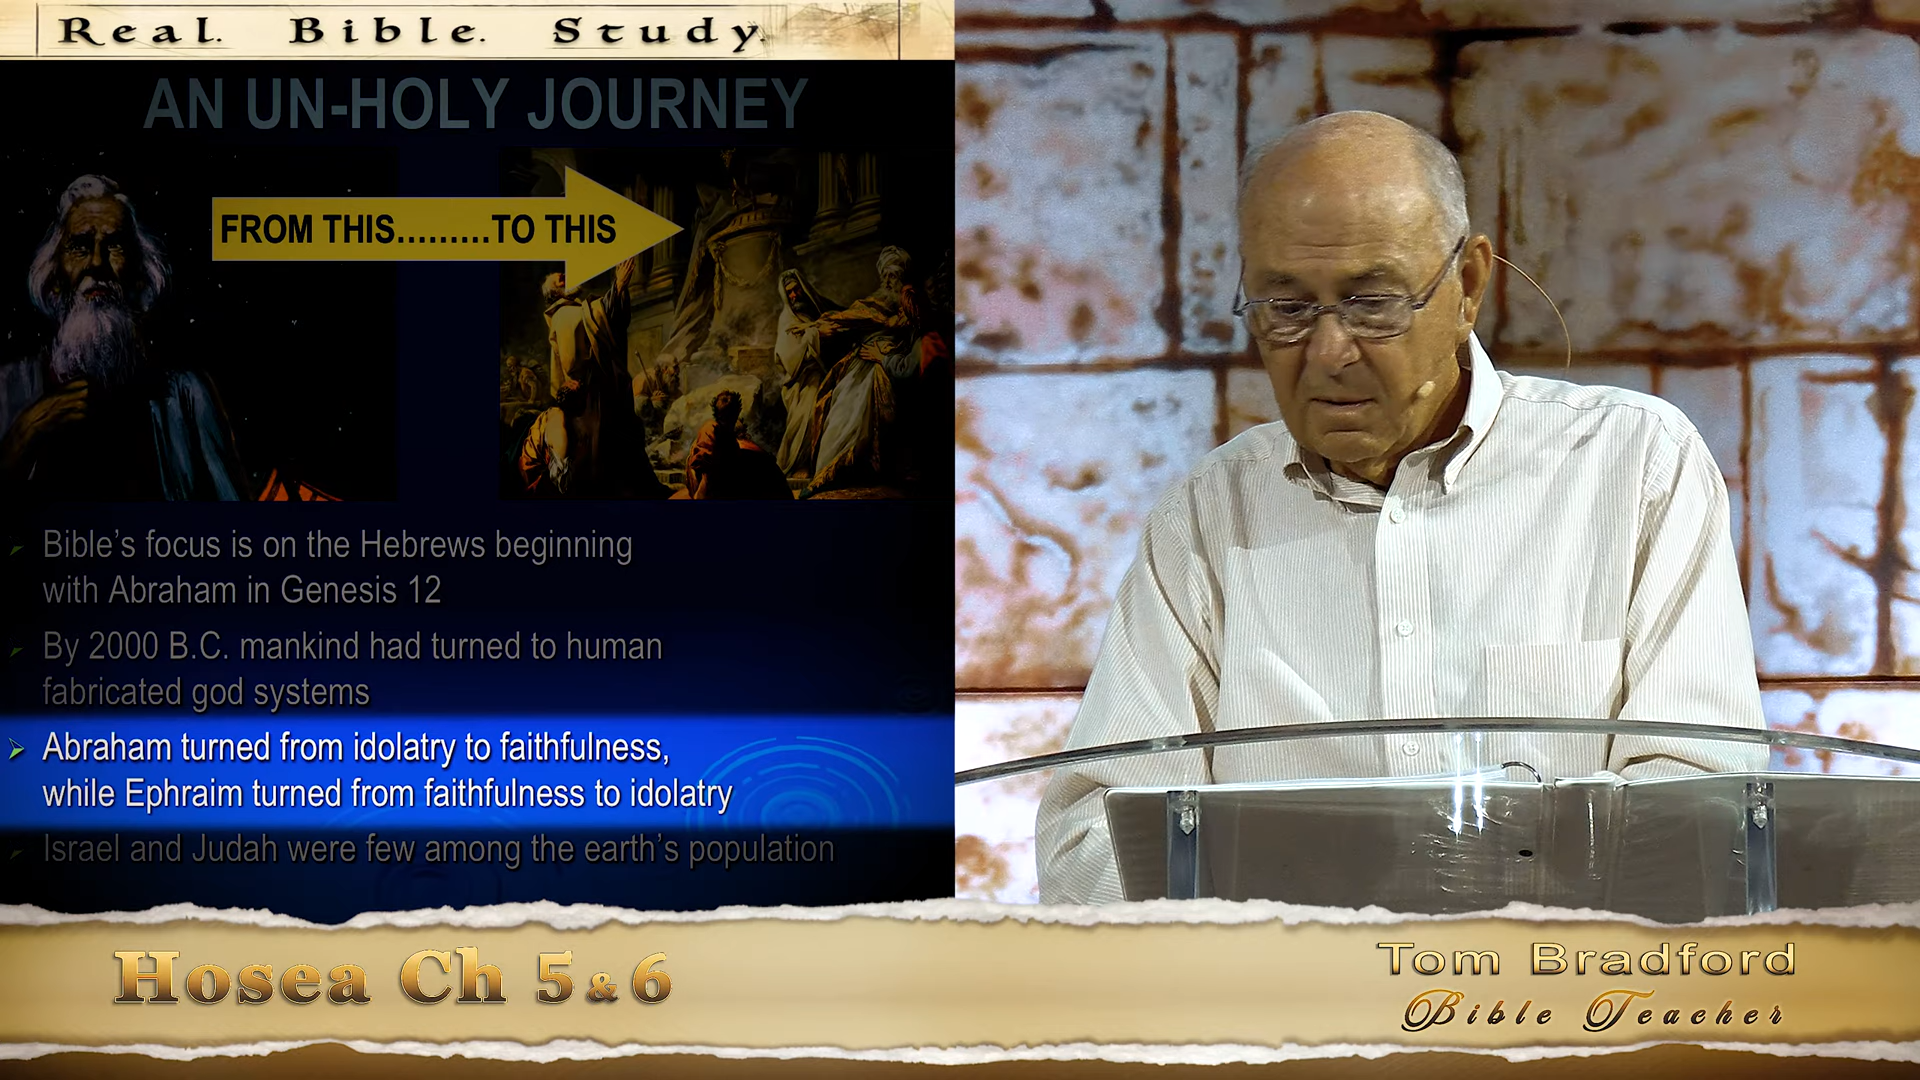 Real. Bible. Study.
AN UN-HOLY JOURNEY
FROM THIS.........TO THIS
Bible's focus is on the Hebrews beginning
with Abraham in Genesis 12
By 2000 B.C. mankind had turned to human
fabricated god systems
Abraham turned from idolatry to faithfulness,
while Ephraim turned from faithfulness to idolatry
Israel and Judah were few among the earth's population
Hosea Ch 5 & 6
Tom Bradford
Bible Teacher